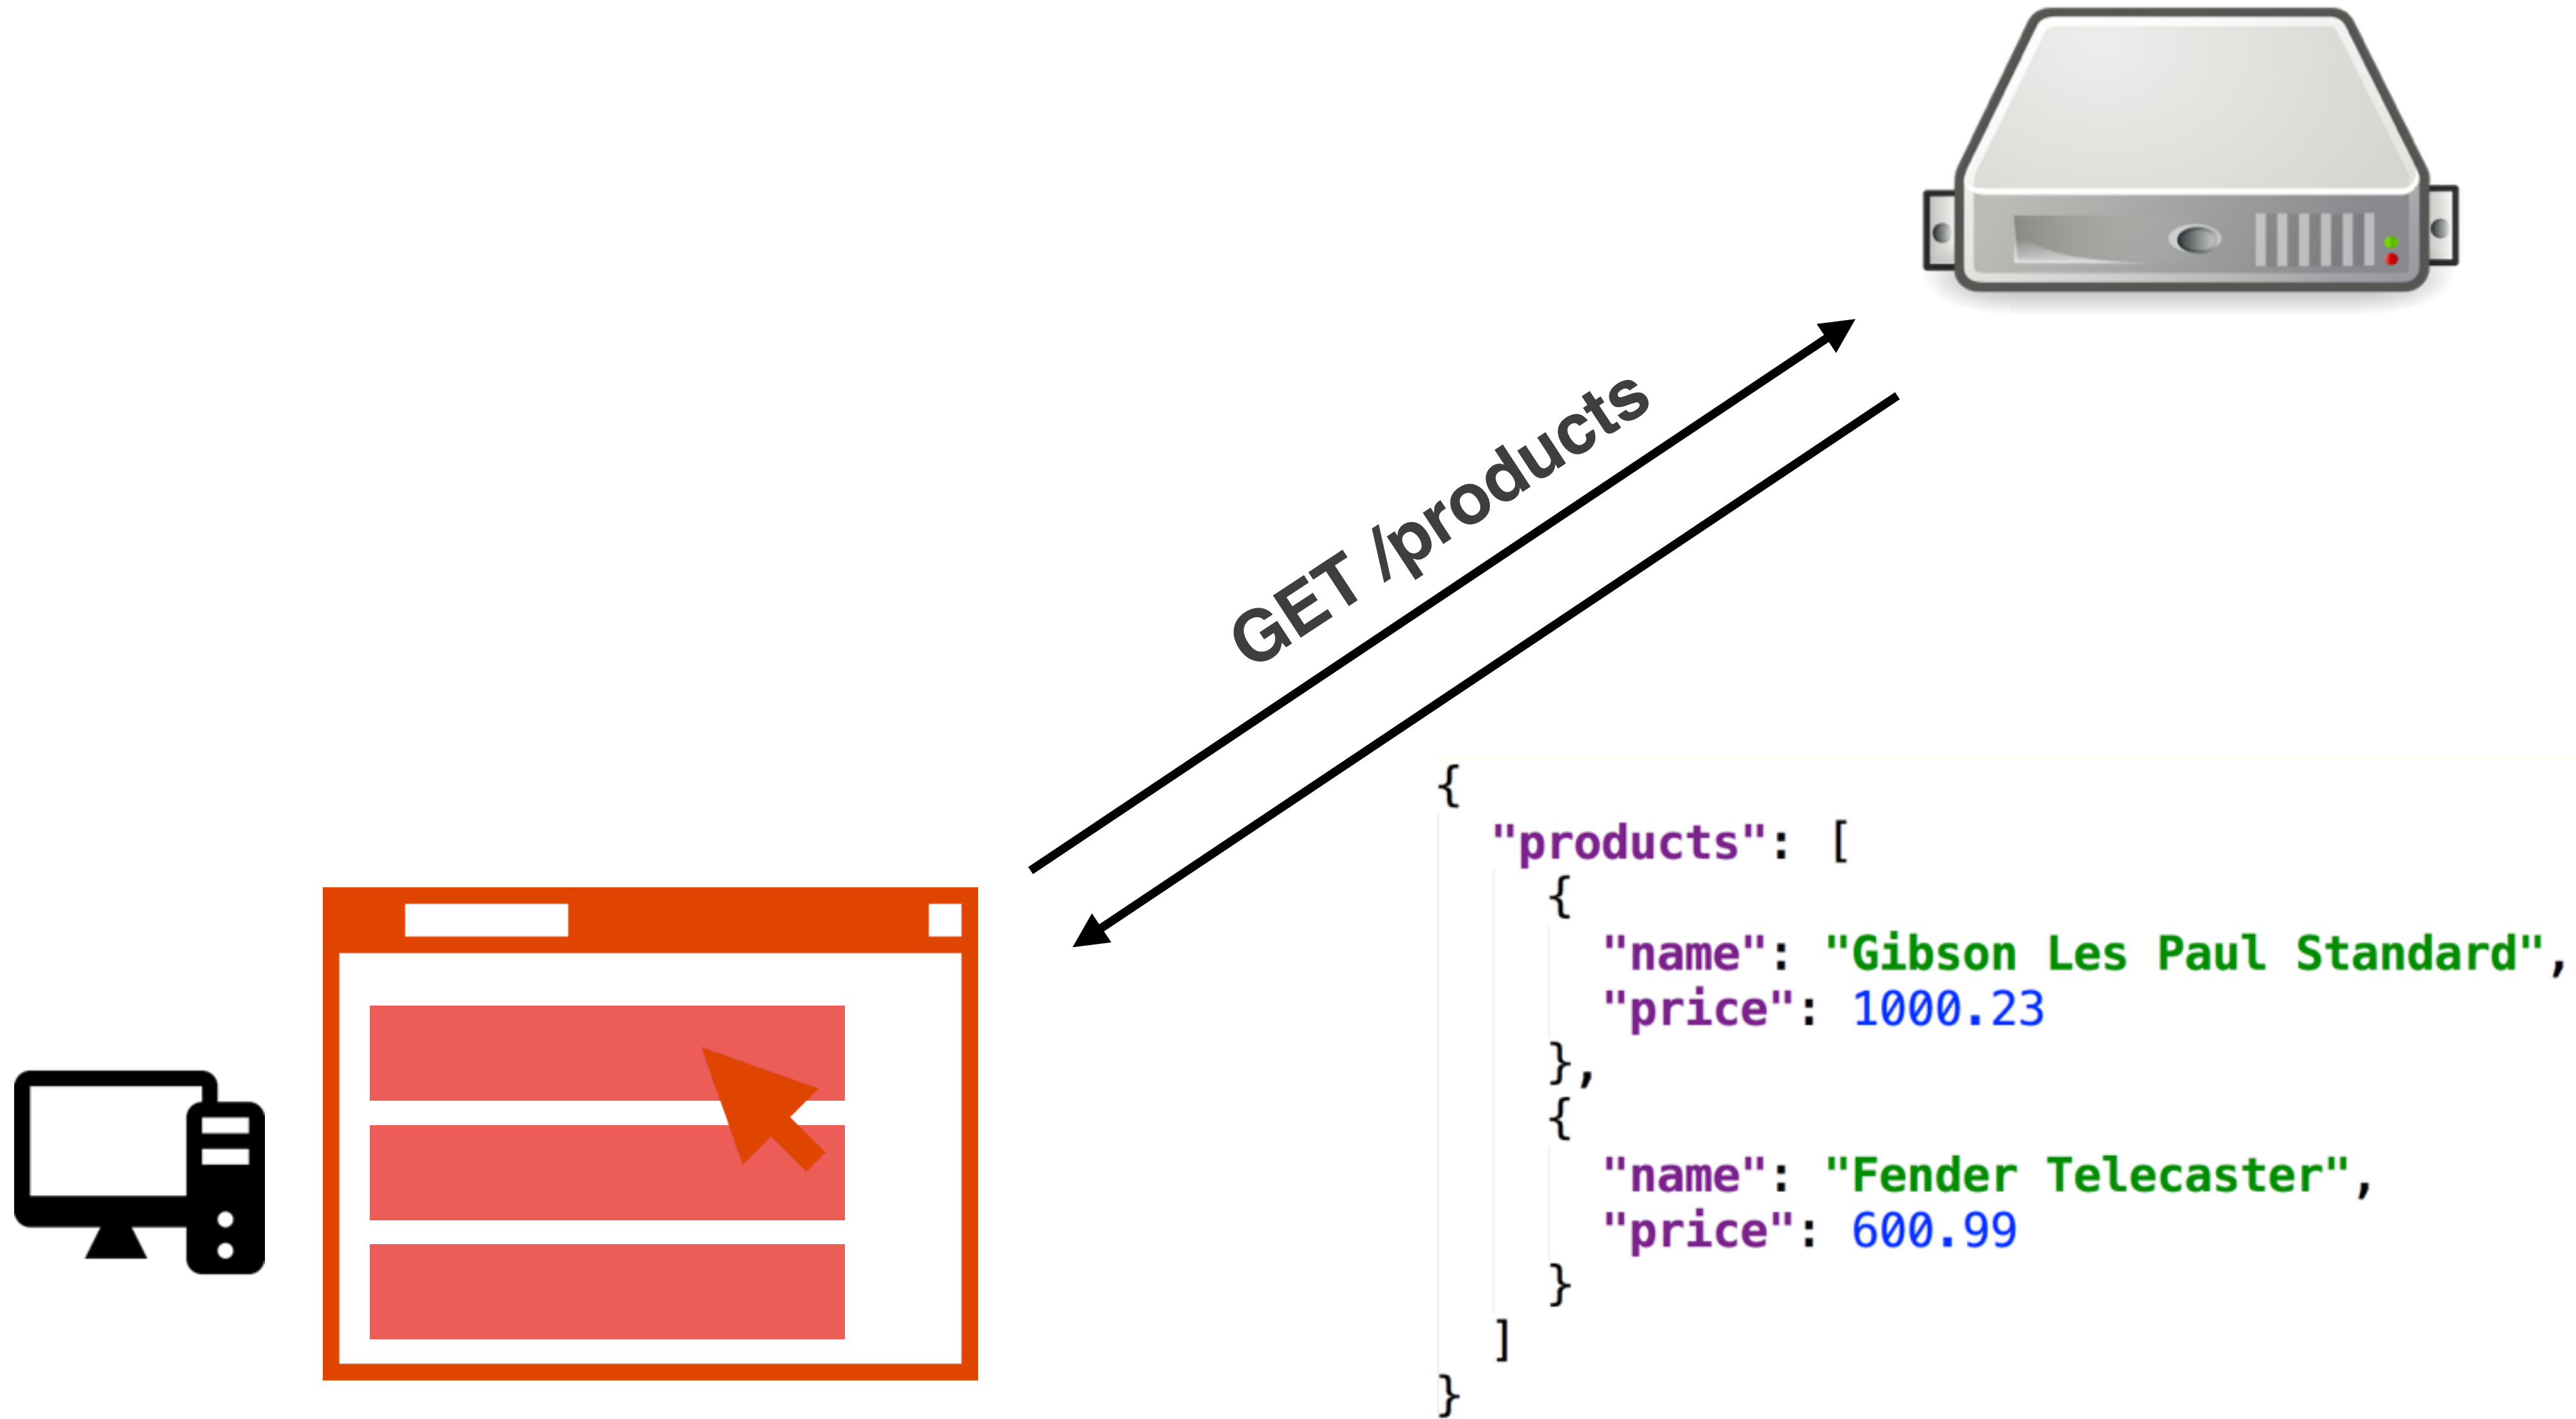 GET /products
{
"products": [
{
"name": "Gibson Les Paul Standard",
"price": 1000.23
},
{
"name": "Fender Telecaster",
"price": 600.99
}
]
}